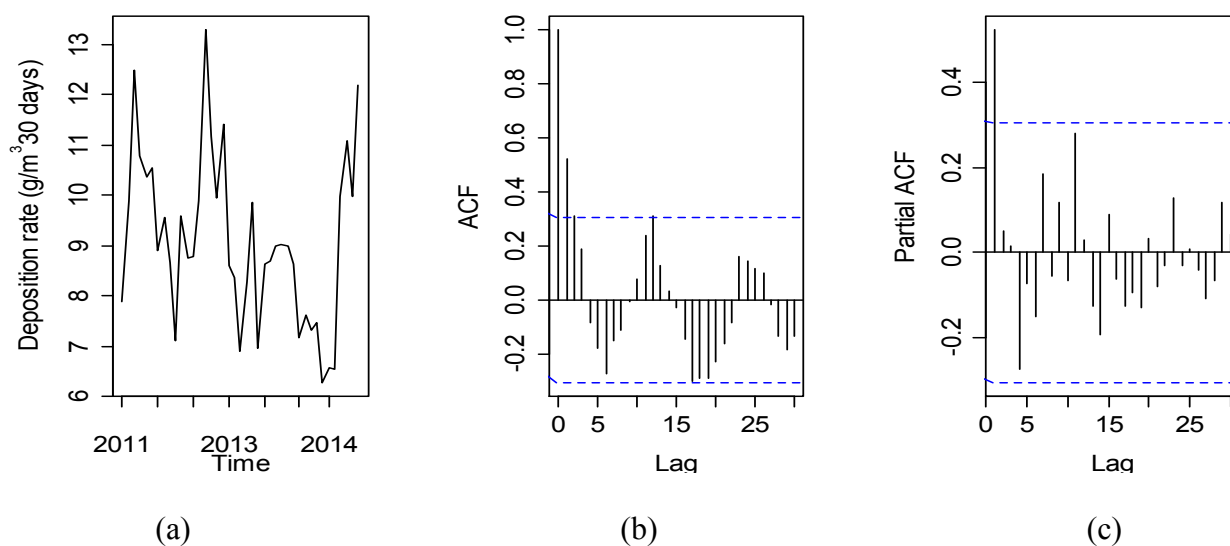 Deposition rate (g/m³30 days)
13
12
11
10
9
8
7
6
2011 2013 2014
Time
(a)
ACF
1.0
0.8
0.6
0.4
0.2
0.0
-0.2
0 5 15 25
Lag
(b)
Partial ACF
0.4
0.2
0.0
-0.2
0 5 15 25
Lag
(c)